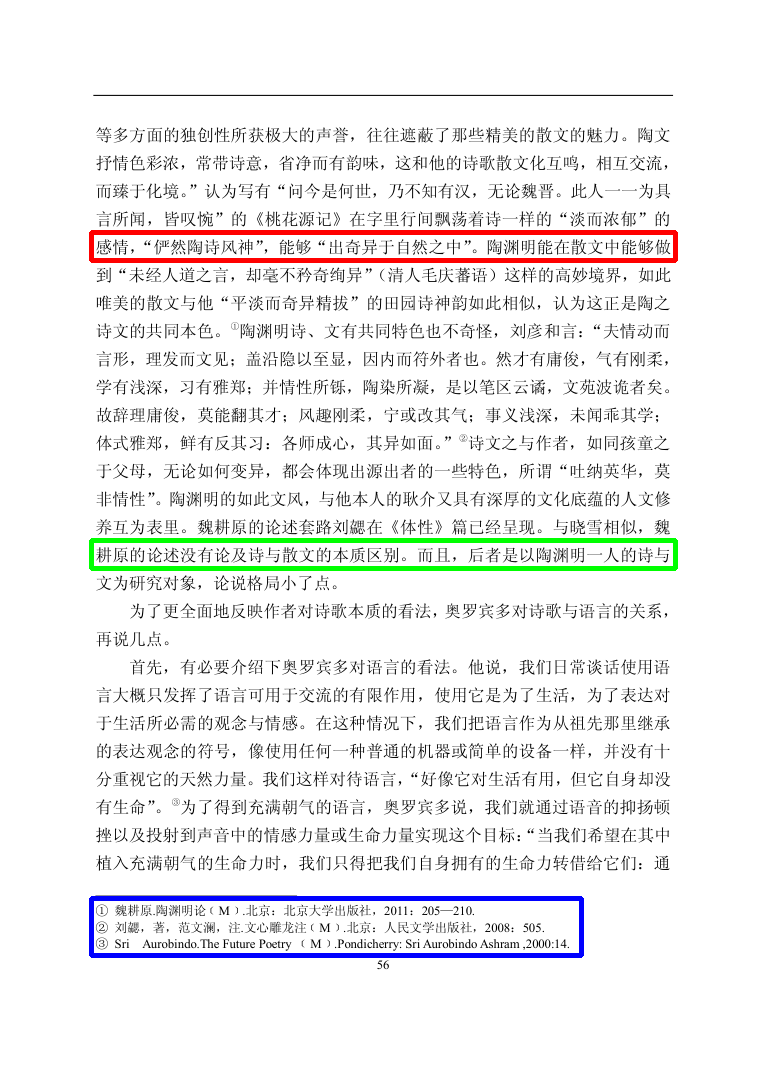 等多方面的独创性所获极大的声誉，往往遮蔽了那些精美的散文的魅力。陶文
抒情色彩浓，常带诗意，省净而有韵味，这和他的诗歌散文化互鸣，相互交流，
而臻于化境。”认为写有“问今是何世，乃不知有汉，无论魏晋。此人一一为具
言所闻，皆叹惋”的《桃花源记》在字里行间飘荡着诗一样的“淡而浓郁”的
感情，“俨然陶诗风神”，能够“出奇异于自然之中”。陶渊明能在散文中能够做
到“未经人道之言，却毫不矜奇绚异”（清人毛庆蕃语）这样的高妙境界，如此
唯美的散文与他“平淡而奇异精拔”的田园诗神韵如此相似，认为这正是陶之
诗文的共同本色。①陶渊明诗、文有共同特色也不奇怪，刘彦和言：“夫情动而
言形，理发而文见；盖沿隐以至显，因内而符外者也。然才有庸俊，气有刚柔，
学有浅深，习有雅郑；并情性所铄，陶染所凝，是以笔区云谲，文苑波诡者矣。
故辞理庸俊，莫能翻其才；风趣刚柔，宁或改其气；事义浅深，未闻乖其学；
体式雅郑，鲜有反其习：各师成心，其异如面。”②诗文之与作者，如同孩童之
于父母，无论如何变异，都会体现出源出者的一些特色，所谓“吐纳英华，莫
非情性”。陶渊明的如此文风，与他本人的耿介又具有深厚的文化底蕴的人文修
养互为表里。魏耕原的论述套路刘勰在《体性》篇已经呈现。与晓雪相似，魏
耕原的论述没有论及诗与散文的本质区别。而且，后者是以陶渊明一人的诗与
文为研究对象，论说格局小了点。
为了更全面地反映作者对诗歌本质的看法，奥罗宾多对诗歌与语言的关系，
再说几点。
首先，有必要介绍下奥罗宾多对语言的看法。他说，我们日常谈话使用语
言大概只发挥了语言可用于交流的有限作用，使用它是为了生活，为了表达对
于生活所必需的观念与情感。在这种情况下，我们把语言作为从祖先那里继承
的表达观念的符号，像使用任何一种普通的机器或简单的设备一样，并没有十
分重视它的天然力量。我们这样对待语言，“好像它对生活有用，但它自身却没
有生命”。③为了得到充满朝气的语言，奥罗宾多说，我们就通过语音的抑扬顿
挫以及投射到声音中的情感力量或生命力量实现这个目标：“当我们希望在其中
植入充满朝气的生命力时，我们只得把我们自身拥有的生命力转借给它们：通
① 魏耕原.陶渊明论﹝M﹞.北京：北京大学出版社，2011：205—210.
② 刘勰，著，范文澜，注.文心雕龙注﹝M﹞.北京：人民文学出版社，2008：505.
③ Sri Aurobindo.The Future Poetry ﹝M﹞.Pondicherry: Sri Aurobindo Ashram ,2000:14.
56